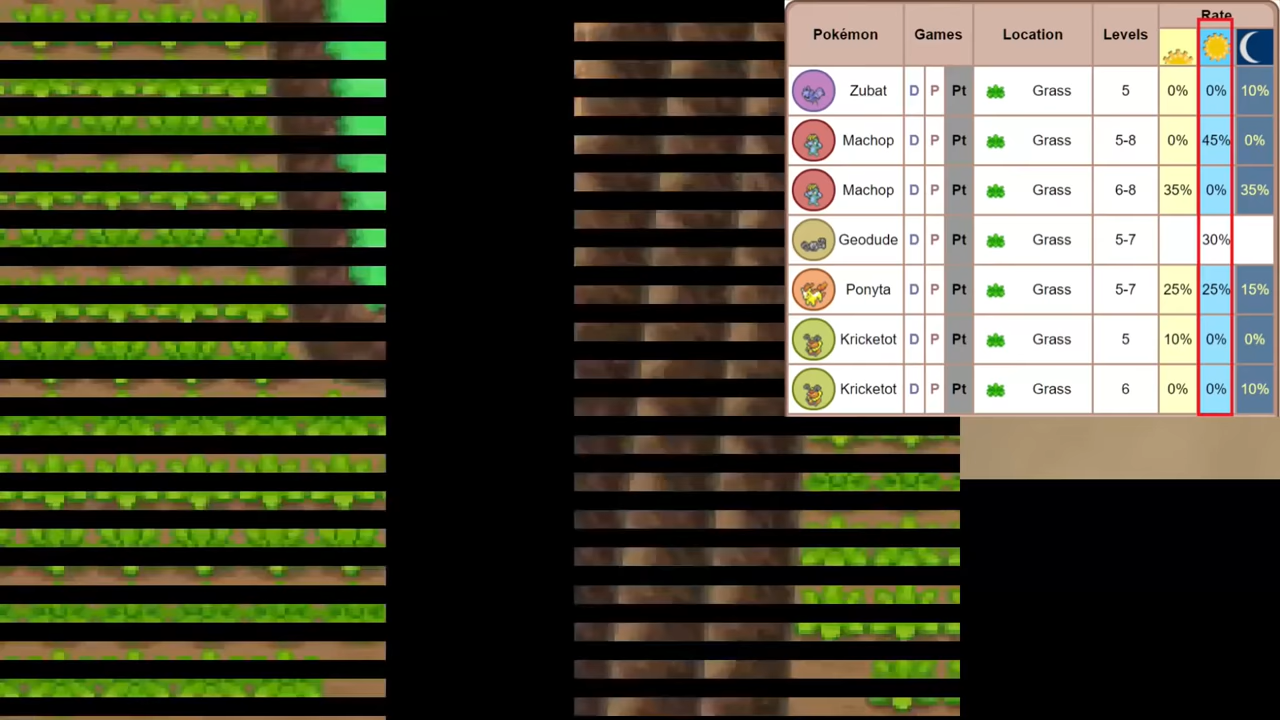 Pokémon Games Location Levels Rate
Zubat D P Pt Grass 5 0% 0% 10%
Machop D P Pt Grass 5-8 0% 45% 0%
Machop D P Pt Grass 6-8 35% 0% 35%
Geodude D P Pt Grass 5-7 30%
Ponyta D P Pt Grass 5-7 25% 25% 15%
Kricketot D P Pt Grass 5 10% 0% 0%
Kricketot D P Pt Grass 6 0% 0% 10%